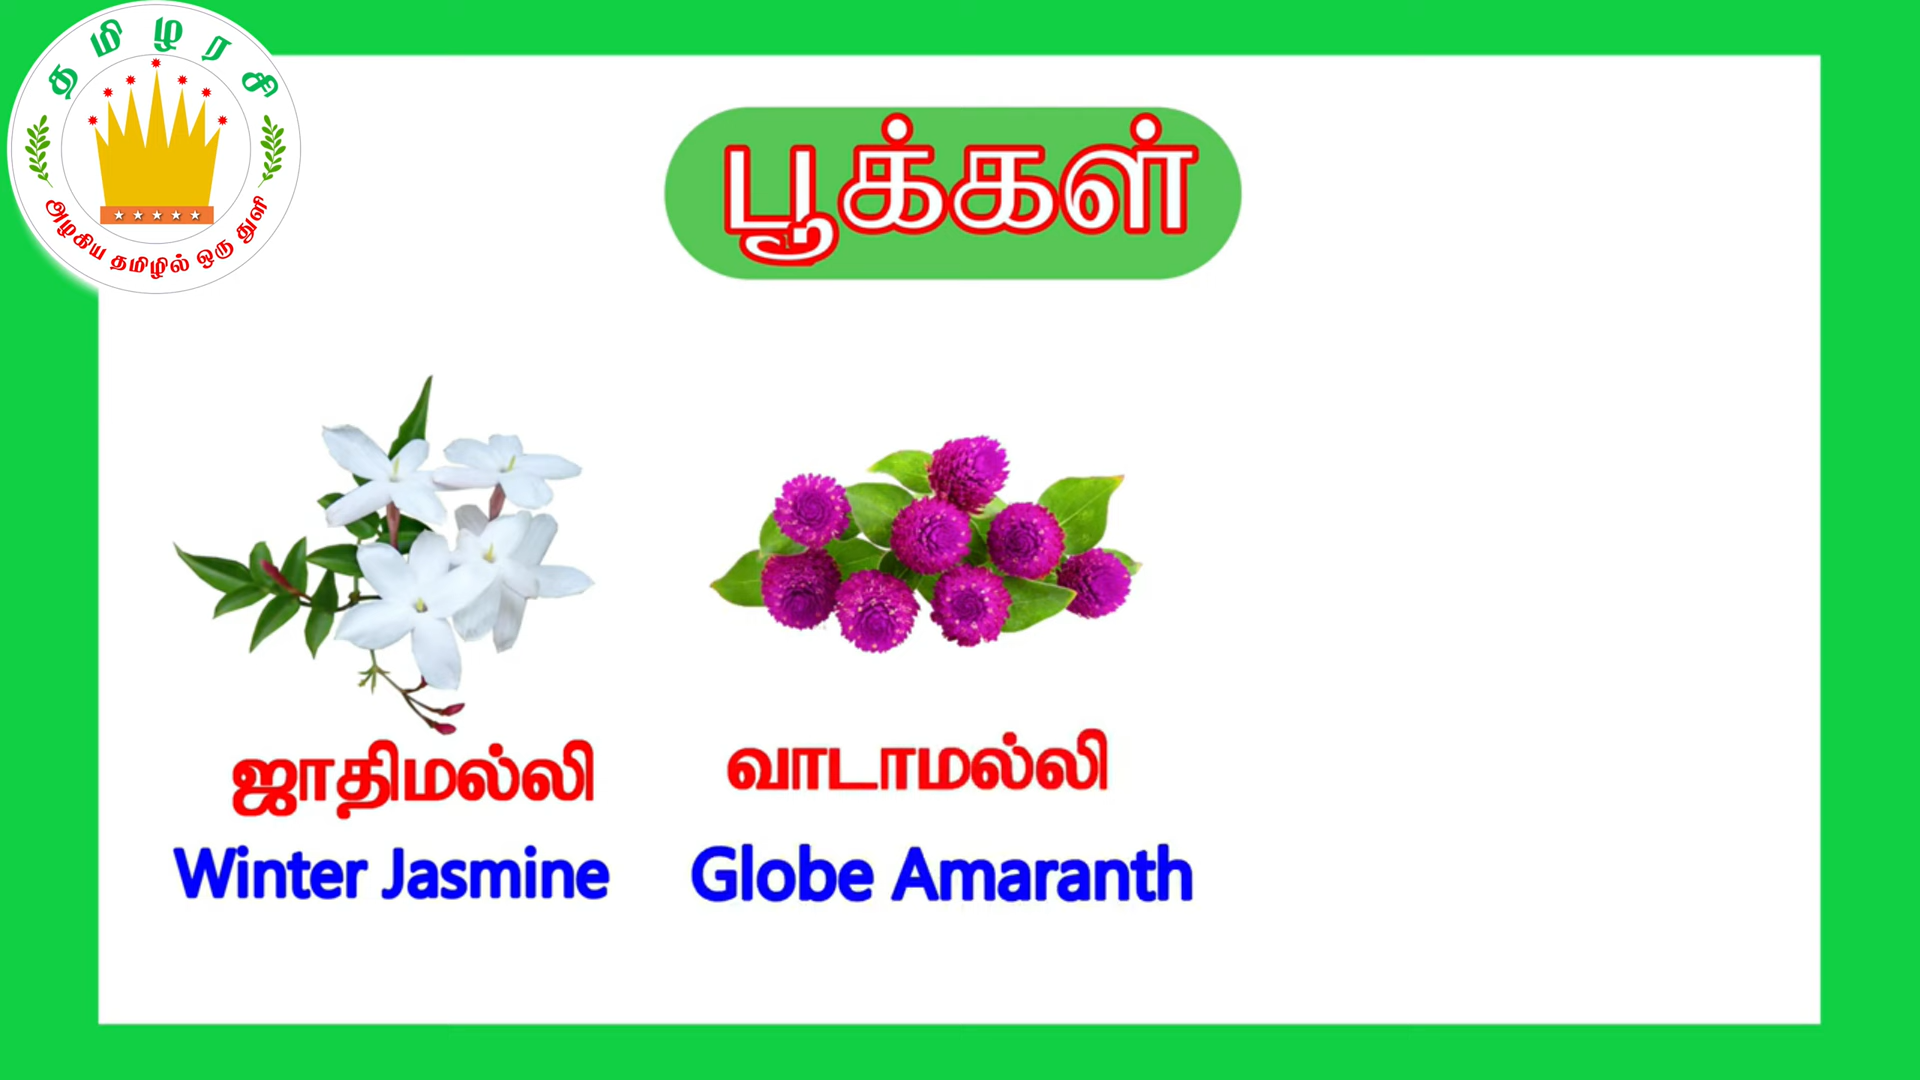 தமிழரசி
அழகிய தமிழில் ஒரு துளி
பூக்கள்
ஜாதிமல்லி
வாடாமல்லி
Winter Jasmine
Globe Amaranth